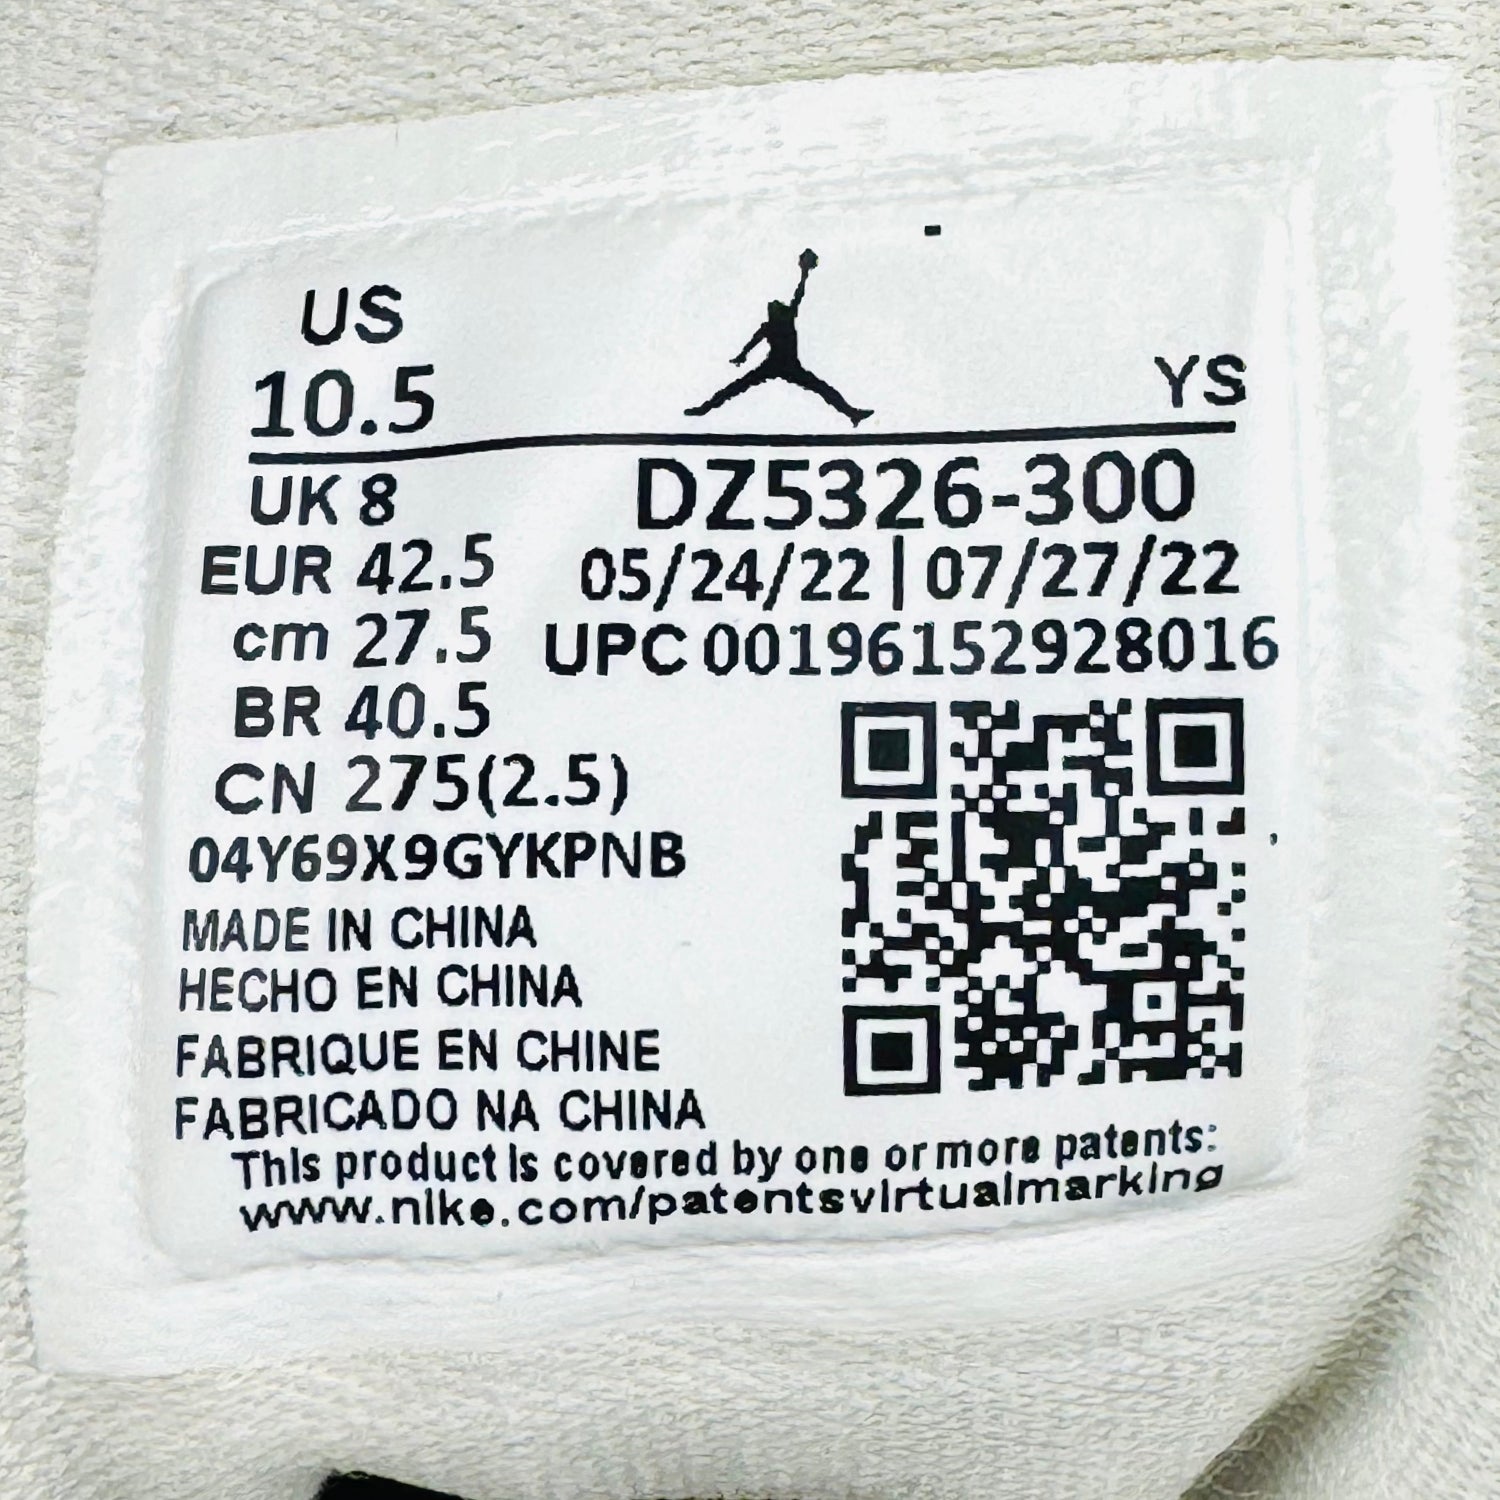 US
10.5
YS
UK 8
DZ5326-300
EUR 42.5
05/24/22|07/27/22
cm 27.5
UPC 00196152928016
BR 40.5
CN 275(2.5)
04Y69X9GYKPNB
MADE IN CHINA
HECHO EN CHINA
FABRIQUE EN CHINE
FABRICADO NA CHINA
This product is covered by one or more patents:
www.nike.com/patentsvirtualmarking